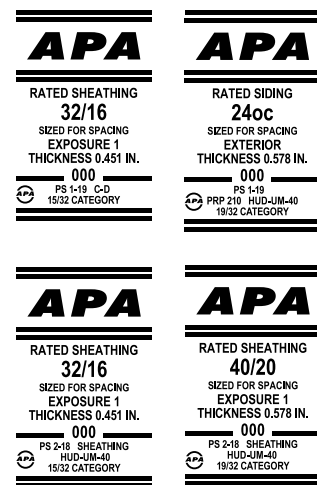 APA
RATED SHEATHING
32/16
SIZED FOR SPACING
EXPOSURE 1
THICKNESS 0.451 IN.
000
APA
PS 1-19 C-D
15/32 CATEGORY
APA
RATED SIDING
24oc
SIZED FOR SPACING
EXTERIOR
THICKNESS 0.578 IN.
000
APA
PS 1-19
PRP 210 HUD-UM-40
19/32 CATEGORY
APA
RATED SHEATHING
32/16
SIZED FOR SPACING
EXPOSURE 1
THICKNESS 0.451 IN.
000
APA
PS 2-18 SHEATHING
HUD-UM-40
15/32 CATEGORY
APA
RATED SHEATHING
40/20
SIZED FOR SPACING
EXPOSURE 1
THICKNESS 0.578 IN.
000
APA
PS 2-18 SHEATHING
HUD-UM-40
19/32 CATEGORY